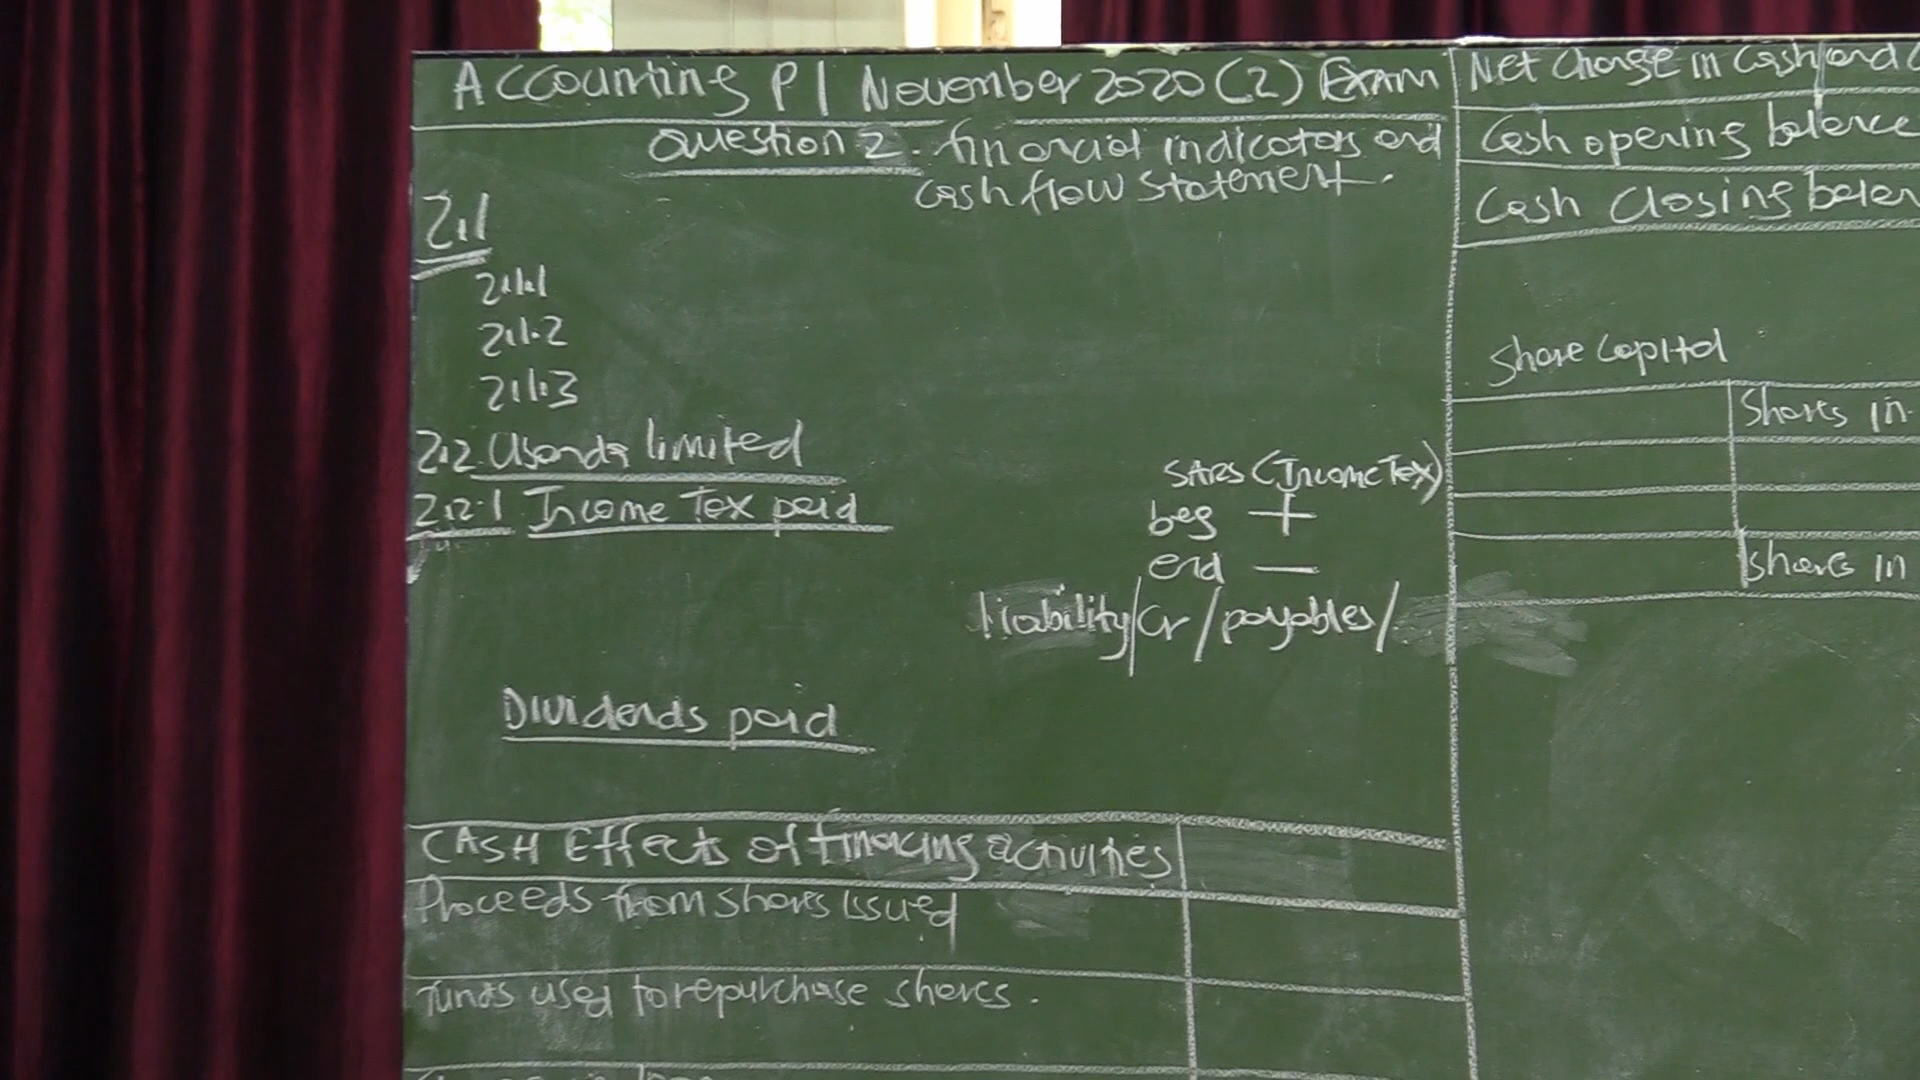 Accounting P1 November 2020 (2) Exam
Question 2. financial indicators and
cash flow statement.
2.1
2.1.1
2.1.2
2.1.3
2.2 limited
2.2.1 Income Tax paid
SARS (Income Tax)
beg +
end —
liability/Cr/payables/
Dividends paid
CASH Effects of financing activities
Proceeds from shares issued
funds used to repurchase shares.
Net Change in Cash and
Cash opening balance
Cash Closing
Share Capital
Shares in
Shares in